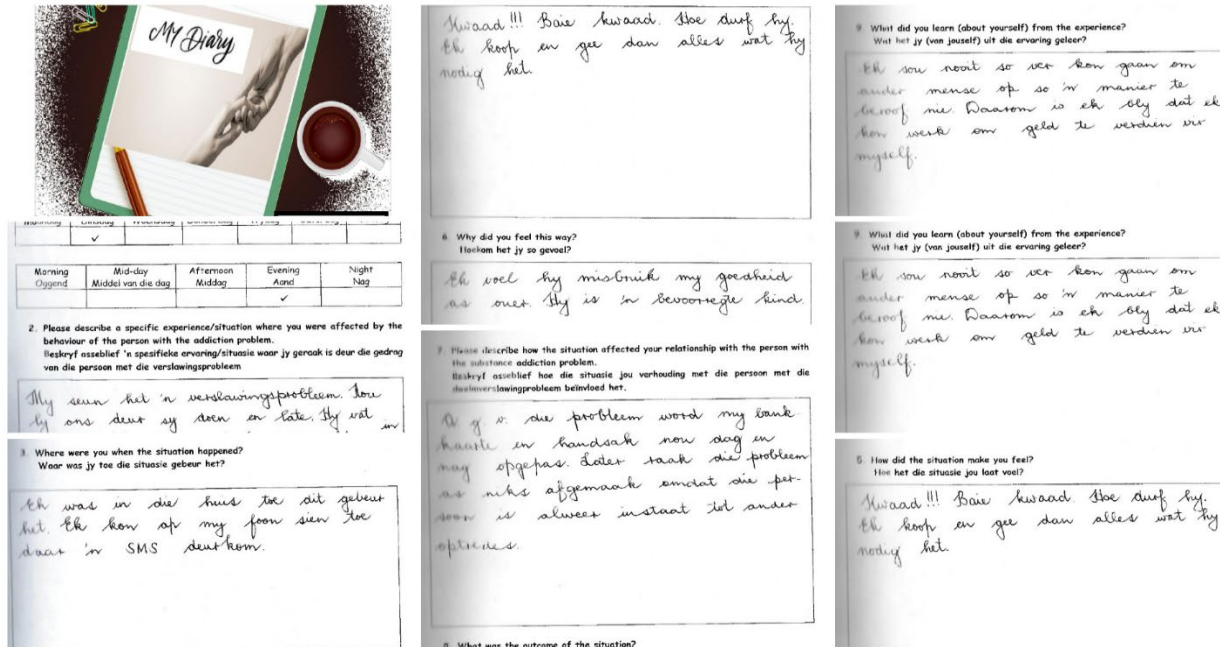 My Diary
Morning Mid-day Afternoon Evening Night
Oggend Middel van die dag Middag Aand Nag
✓
2. Please describe a specific experience/situation where you were affected by the
behaviour of the person with the addiction problem.
Beskryf asseblief 'n spesifieke ervaring/situasie waar jy geraak is deur die gedrag
van die persoon met die verslawingsprobleem
My seun het 'n verslawingsprobleem. Nou
ly ons deur sy doen en late. Hy vat
3. Where were you when the situation happened?
Waar was jy toe die situasie gebeur het?
Ek was in die huis toe dit gebeur
het. Ek kon op my foon sien toe
daar 'n SMS deurkom.
Kwaad!!! Baie kwaad. Hoe durf hy.
Ek koop en gee dan alles wat hy
nodig het.
6. Why did you feel this way?
Hoekom het jy so gevoel?
Ek voel hy misbruik my goedheid
as ouer. Hy is 'n bevoorregte kind.
7. Please describe how the situation affected your relationship with the person with
the substance addiction problem.
Beskryf asseblief hoe die situasie jou verhouding met die persoon met die
dwelmverslawingprobleem beïnvloed het.
A.g.v. die probleem word my bank
kaarte en handsak nou dag en
nag opgepas. Later raak die probleem
as niks afgemaak omdat die per-
soon is alweer instaat tot ander
optredes.
8. What was the outcome of the situation?
9. What did you learn (about yourself) from the experience?
Wat het jy (van jouself) uit die ervaring geleer?
Ek sou nooit so ver kon gaan om
ander mense op so 'n manier te
beroof nie. Daarom is ek bly dat ek
kon werk om geld te verdien vir
myself.
9. What did you learn (about yourself) from the experience?
Wat het jy (van jouself) uit die ervaring geleer?
Ek sou nooit so ver kon gaan om
ander mense op so 'n manier te
beroof nie. Daarom is ek bly dat ek
kon werk om geld te verdien vir
myself.
5. How did the situation make you feel?
Hoe het die situasie jou laat voel?
Kwaad!!! Baie kwaad. Hoe durf hy.
Ek koop en gee dan alles wat hy
nodig het.